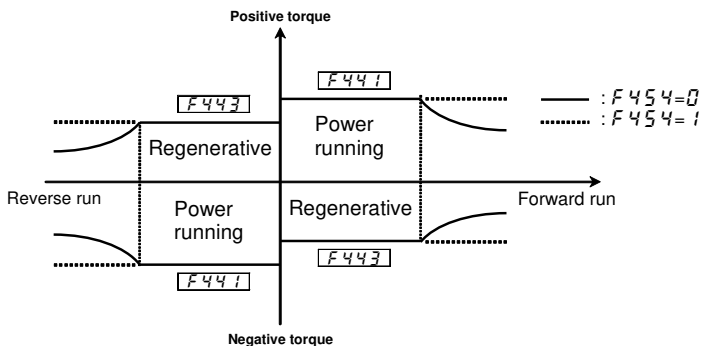 Positive torque
F441
F443
: F454=0
: F454=1
Power
running
Regenerative
Reverse run
Forward run
Power
running
Regenerative
F443
F441
Negative torque